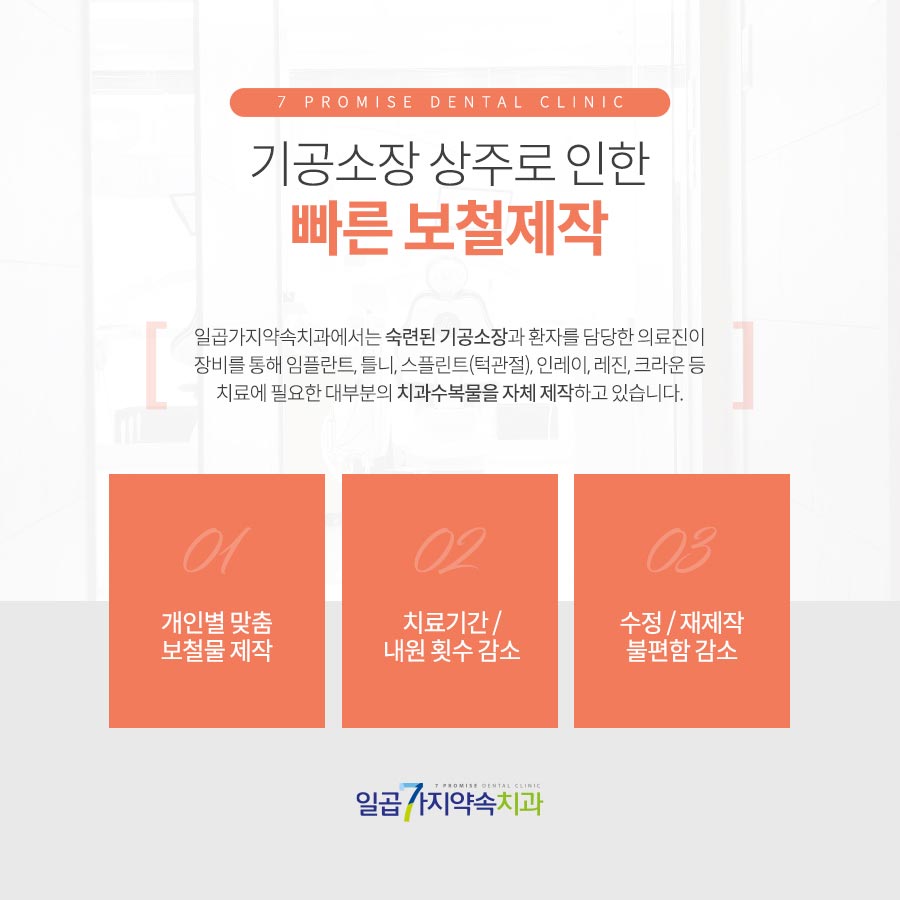 7 PROMISE DENTAL CLINIC
기공소장 상주로 인한
빠른 보철제작
일곱가지약속치과에서는 숙련된 기공소장과 환자를 담당한 의료진이
장비를 통해 임플란트, 틀니, 스플린트(턱관절), 인레이, 레진, 크라운 등
치료에 필요한 대부분의 치과수복물을 자체 제작하고 있습니다.
01
개인별 맞춤
보철물 제작
02
치료기간 /
내원 횟수 감소
03
수정 / 재제작
불편함 감소
7 PROMISE DENTAL CLINIC
일곱7가지약속치과